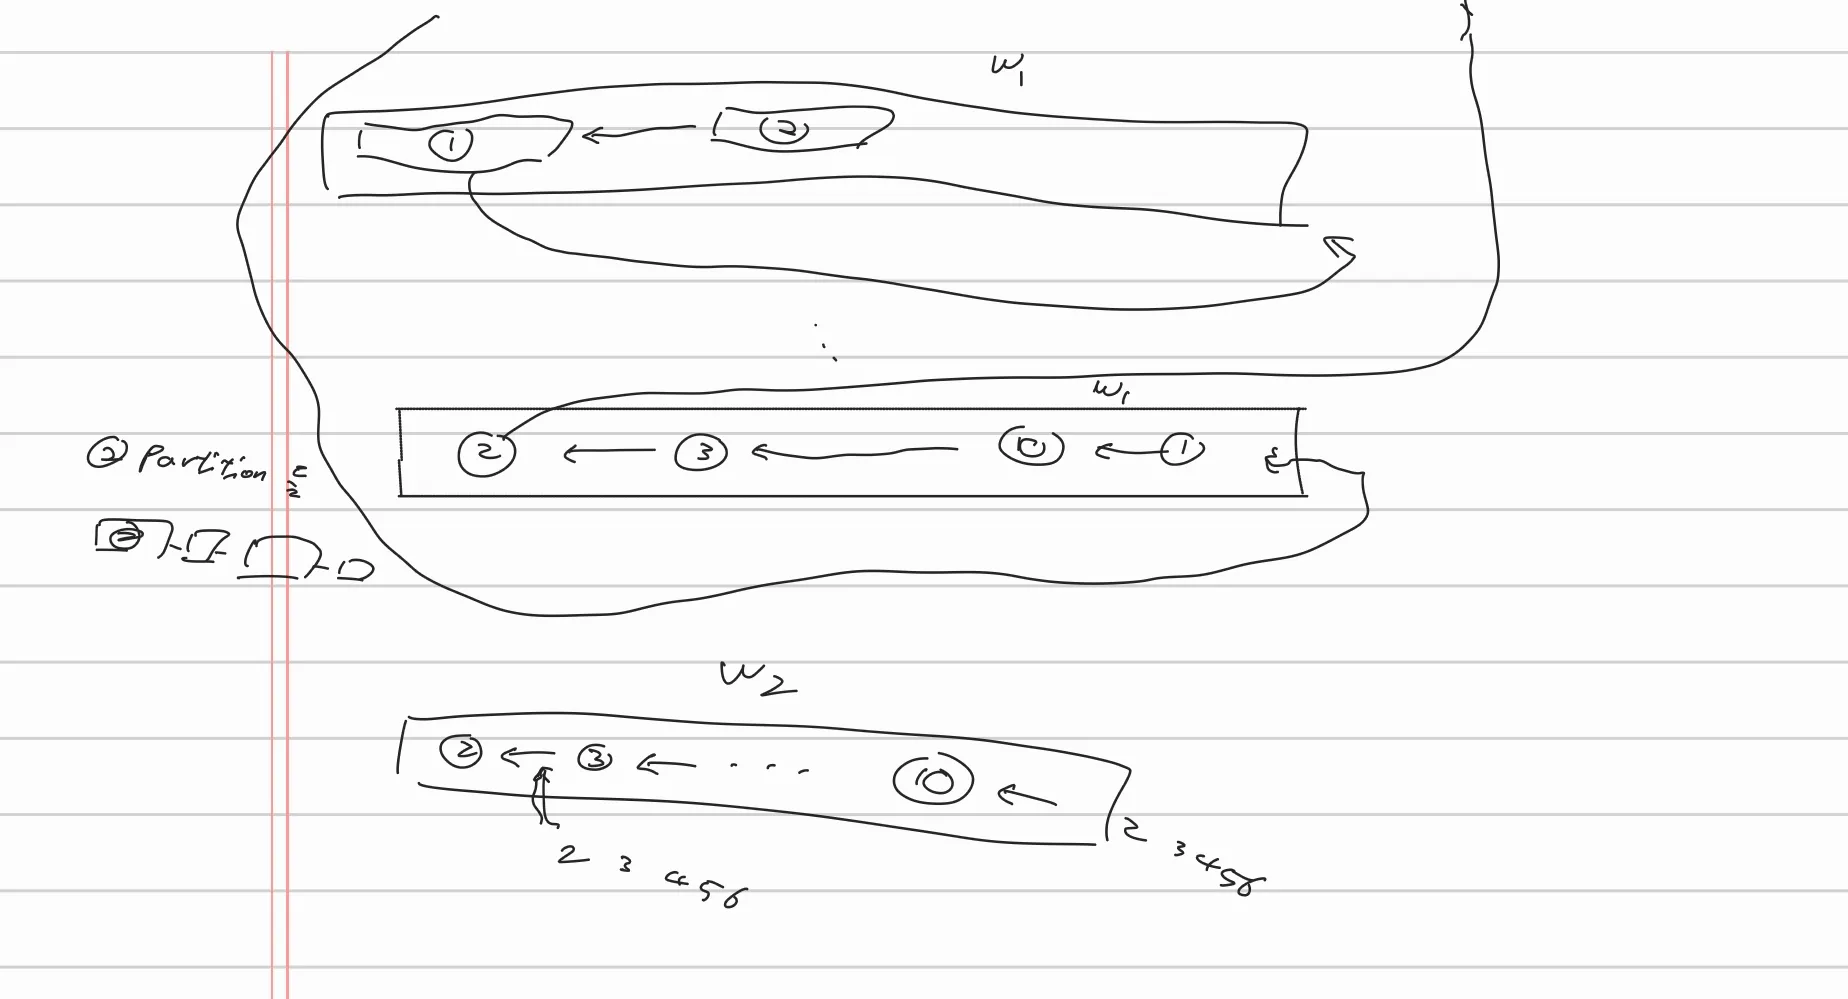 W1
① ②
W1
② ③ ⑩ ①
② Partition
②
W2
② ③ . . . ⑩
2 3 4 5 6
2 3 4 5 6